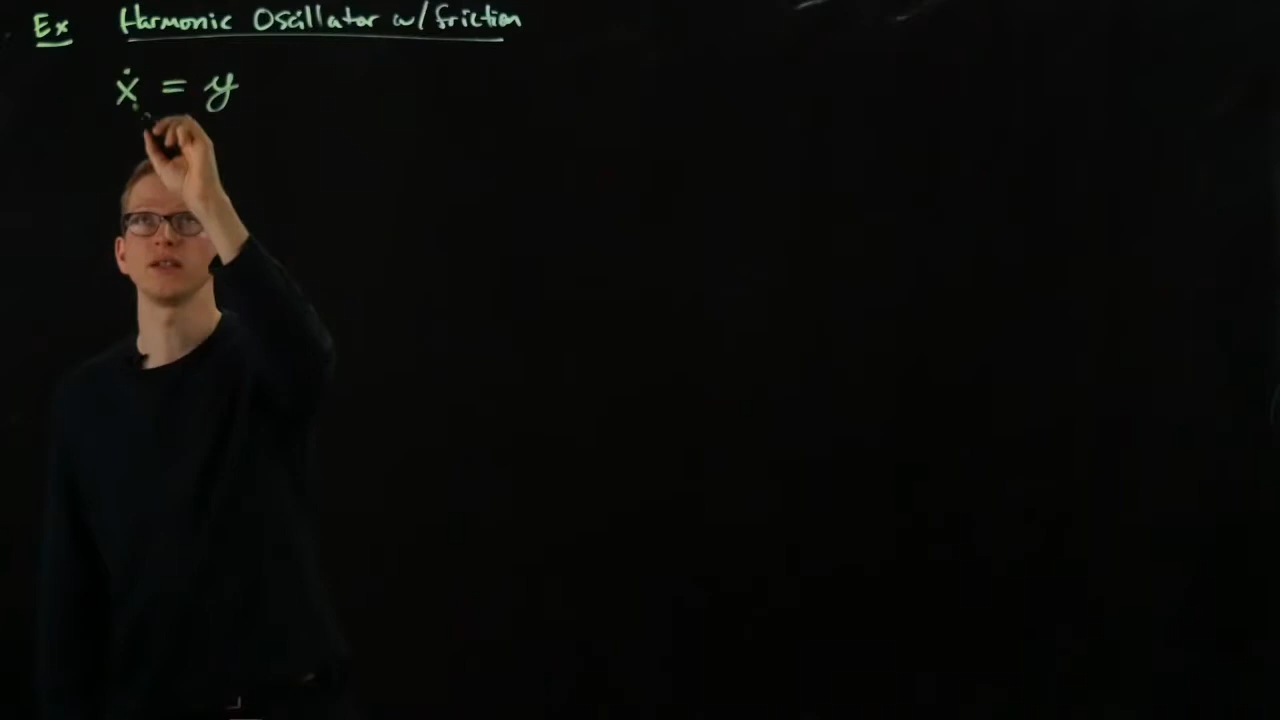 Ex Harmonic Oscillator w/ friction
ẋ = y